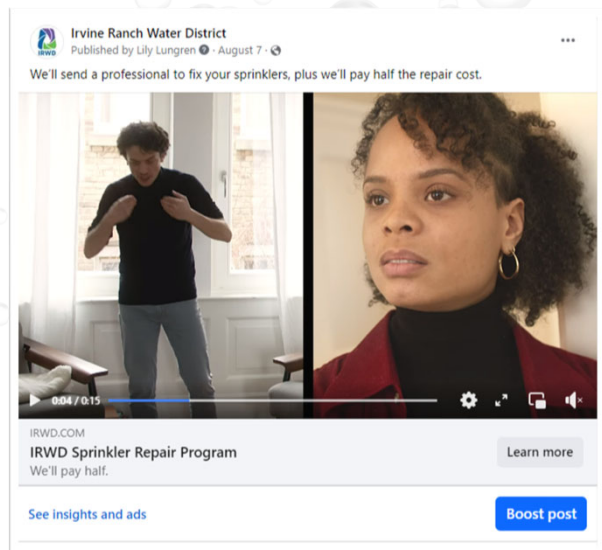 Irvine Ranch Water District
Published by Lily Lungren · August 7 ·
We'll send a professional to fix your sprinklers, plus we'll pay half the repair cost.
0:04 / 0:15
IRWD.COM
IRWD Sprinkler Repair Program
We'll pay half.
Learn more
See insights and ads
Boost post
IRWD